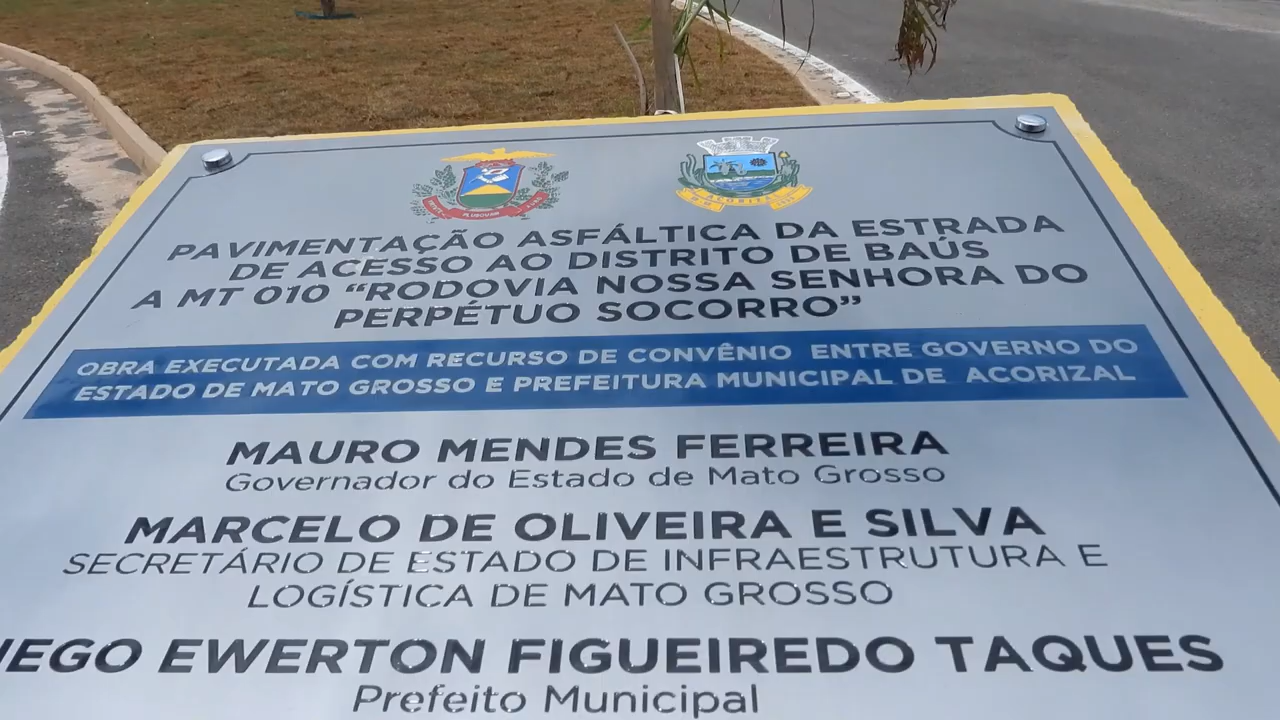 PAVIMENTAÇÃO ASFÁLTICA DA ESTRADA
DE ACESSO AO DISTRITO DE BAÚS
A MT 010 “RODOVIA NOSSA SENHORA DO
PERPÉTUO SOCORRO”
OBRA EXECUTADA COM RECURSO DE CONVÊNIO ENTRE GOVERNO DO
ESTADO DE MATO GROSSO E PREFEITURA MUNICIPAL DE ACORIZAL
MAURO MENDES FERREIRA
Governador do Estado de Mato Grosso
MARCELO DE OLIVEIRA E SILVA
SECRETÁRIO DE ESTADO DE INFRAESTRUTURA E
LOGÍSTICA DE MATO GROSSO
IEGO EWERTON FIGUEIREDO TAQUES
Prefeito Municipal